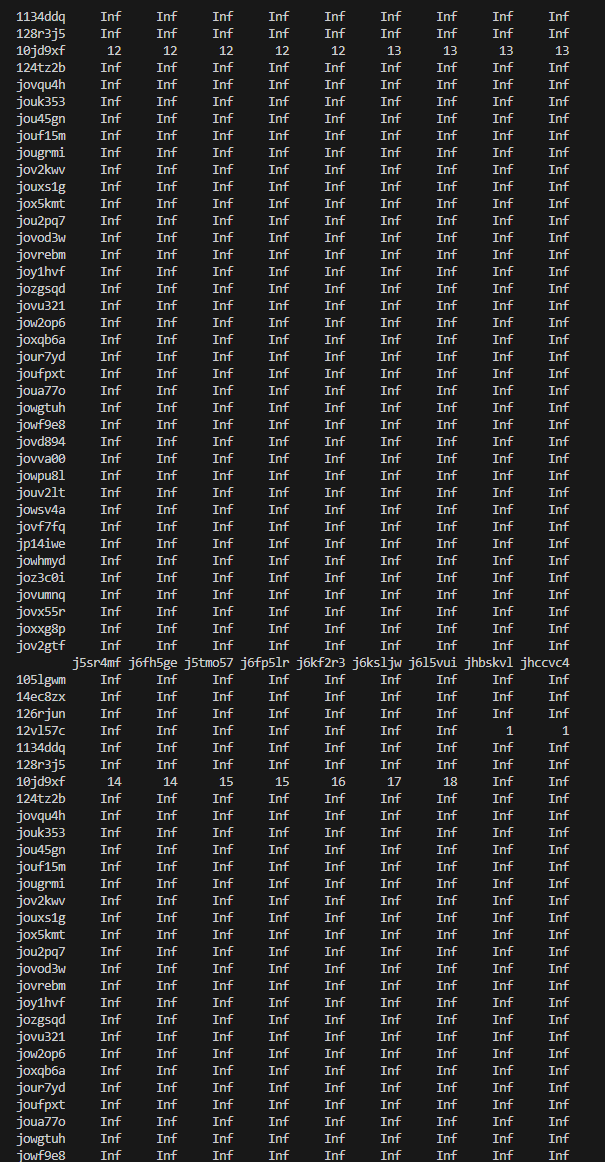 1134ddq Inf Inf Inf Inf Inf Inf Inf Inf Inf
128r3j5 Inf Inf Inf Inf Inf Inf Inf Inf Inf
10jd9xf 12 12 12 12 12 13 13 13 13
124tz2b Inf Inf Inf Inf Inf Inf Inf Inf Inf
jovqu4h Inf Inf Inf Inf Inf Inf Inf Inf Inf
jouk353 Inf Inf Inf Inf Inf Inf Inf Inf Inf
jou45gn Inf Inf Inf Inf Inf Inf Inf Inf Inf
jouf15m Inf Inf Inf Inf Inf Inf Inf Inf Inf
jougrmi Inf Inf Inf Inf Inf Inf Inf Inf Inf
jov2kwv Inf Inf Inf Inf Inf Inf Inf Inf Inf
jouxs1g Inf Inf Inf Inf Inf Inf Inf Inf Inf
jox5kmt Inf Inf Inf Inf Inf Inf Inf Inf Inf
jou2pq7 Inf Inf Inf Inf Inf Inf Inf Inf Inf
jovod3w Inf Inf Inf Inf Inf Inf Inf Inf Inf
jovrebm Inf Inf Inf Inf Inf Inf Inf Inf Inf
joy1hvf Inf Inf Inf Inf Inf Inf Inf Inf Inf
jozgsqd Inf Inf Inf Inf Inf Inf Inf Inf Inf
jovu321 Inf Inf Inf Inf Inf Inf Inf Inf Inf
jow2op6 Inf Inf Inf Inf Inf Inf Inf Inf Inf
joxqb6a Inf Inf Inf Inf Inf Inf Inf Inf Inf
jour7yd Inf Inf Inf Inf Inf Inf Inf Inf Inf
joufpxt Inf Inf Inf Inf Inf Inf Inf Inf Inf
joua77o Inf Inf Inf Inf Inf Inf Inf Inf Inf
jowgtuh Inf Inf Inf Inf Inf Inf Inf Inf Inf
jowf9e8 Inf Inf Inf Inf Inf Inf Inf Inf Inf
jovd894 Inf Inf Inf Inf Inf Inf Inf Inf Inf
jovva00 Inf Inf Inf Inf Inf Inf Inf Inf Inf
jowpu8l Inf Inf Inf Inf Inf Inf Inf Inf Inf
jouv2lt Inf Inf Inf Inf Inf Inf Inf Inf Inf
jowsv4a Inf Inf Inf Inf Inf Inf Inf Inf Inf
jovf7fq Inf Inf Inf Inf Inf Inf Inf Inf Inf
jp14iwe Inf Inf Inf Inf Inf Inf Inf Inf Inf
jowhmyd Inf Inf Inf Inf Inf Inf Inf Inf Inf
joz3c0i Inf Inf Inf Inf Inf Inf Inf Inf Inf
jovumnq Inf Inf Inf Inf Inf Inf Inf Inf Inf
jovx55r Inf Inf Inf Inf Inf Inf Inf Inf Inf
joxxg8p Inf Inf Inf Inf Inf Inf Inf Inf Inf
jov2gtf Inf Inf Inf Inf Inf Inf Inf Inf Inf
j5sr4mf j6fh5ge j5tmo57 j6fp5lr j6kf2r3 j6ksljw j6l5vui jhbskvl jhccvc4
105lgwm Inf Inf Inf Inf Inf Inf Inf Inf Inf
14ec8zx Inf Inf Inf Inf Inf Inf Inf Inf Inf
126rjun Inf Inf Inf Inf Inf Inf Inf Inf Inf
12vl57c Inf Inf Inf Inf Inf Inf Inf 1 1
1134ddq Inf Inf Inf Inf Inf Inf Inf Inf Inf
128r3j5 Inf Inf Inf Inf Inf Inf Inf Inf Inf
10jd9xf 14 14 15 15 16 17 18 Inf Inf
124tz2b Inf Inf Inf Inf Inf Inf Inf Inf Inf
jovqu4h Inf Inf Inf Inf Inf Inf Inf Inf Inf
jouk353 Inf Inf Inf Inf Inf Inf Inf Inf Inf
jou45gn Inf Inf Inf Inf Inf Inf Inf Inf Inf
jouf15m Inf Inf Inf Inf Inf Inf Inf Inf Inf
jougrmi Inf Inf Inf Inf Inf Inf Inf Inf Inf
jov2kwv Inf Inf Inf Inf Inf Inf Inf Inf Inf
jouxs1g Inf Inf Inf Inf Inf Inf Inf Inf Inf
jox5kmt Inf Inf Inf Inf Inf Inf Inf Inf Inf
jou2pq7 Inf Inf Inf Inf Inf Inf Inf Inf Inf
jovod3w Inf Inf Inf Inf Inf Inf Inf Inf Inf
jovrebm Inf Inf Inf Inf Inf Inf Inf Inf Inf
joy1hvf Inf Inf Inf Inf Inf Inf Inf Inf Inf
jozgsqd Inf Inf Inf Inf Inf Inf Inf Inf Inf
jovu321 Inf Inf Inf Inf Inf Inf Inf Inf Inf
jow2op6 Inf Inf Inf Inf Inf Inf Inf Inf Inf
joxqb6a Inf Inf Inf Inf Inf Inf Inf Inf Inf
jour7yd Inf Inf Inf Inf Inf Inf Inf Inf Inf
joufpxt Inf Inf Inf Inf Inf Inf Inf Inf Inf
joua77o Inf Inf Inf Inf Inf Inf Inf Inf Inf
jowgtuh Inf Inf Inf Inf Inf Inf Inf Inf Inf
jowf9e8 Inf Inf Inf Inf Inf Inf Inf Inf Inf